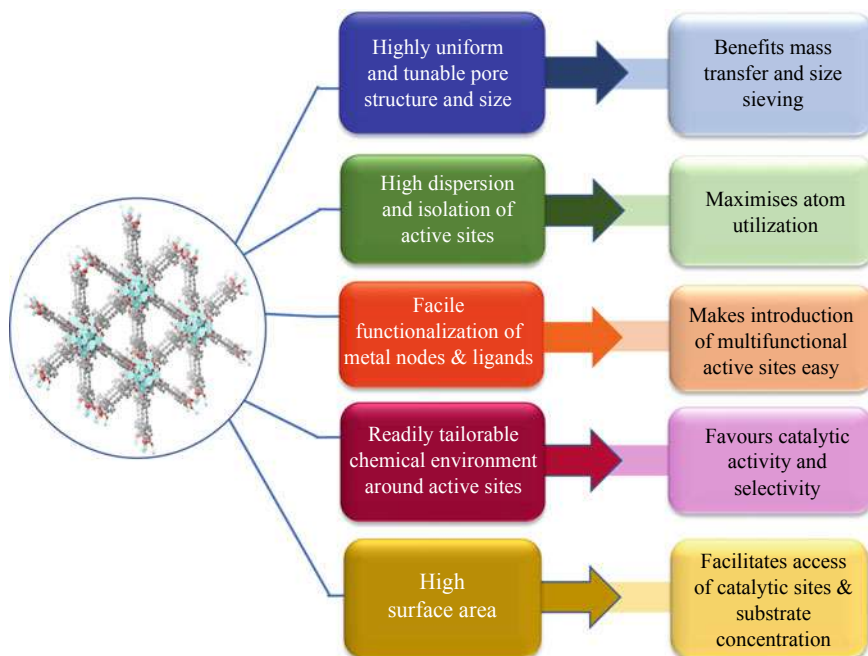 Highly uniform
and tunable pore
structure and size
Benefits mass
transfer and size
sieving
High dispersion
and isolation of
active sites
Maximises atom
utilization
Facile
functionalization of
metal nodes & ligands
Makes introduction
of multifunctional
active sites easy
Readily tailorable
chemical environment
around active sites
Favours catalytic
activity and
selectivity
High
surface area
Facilitates access
of catalytic sites &
substrate
concentration